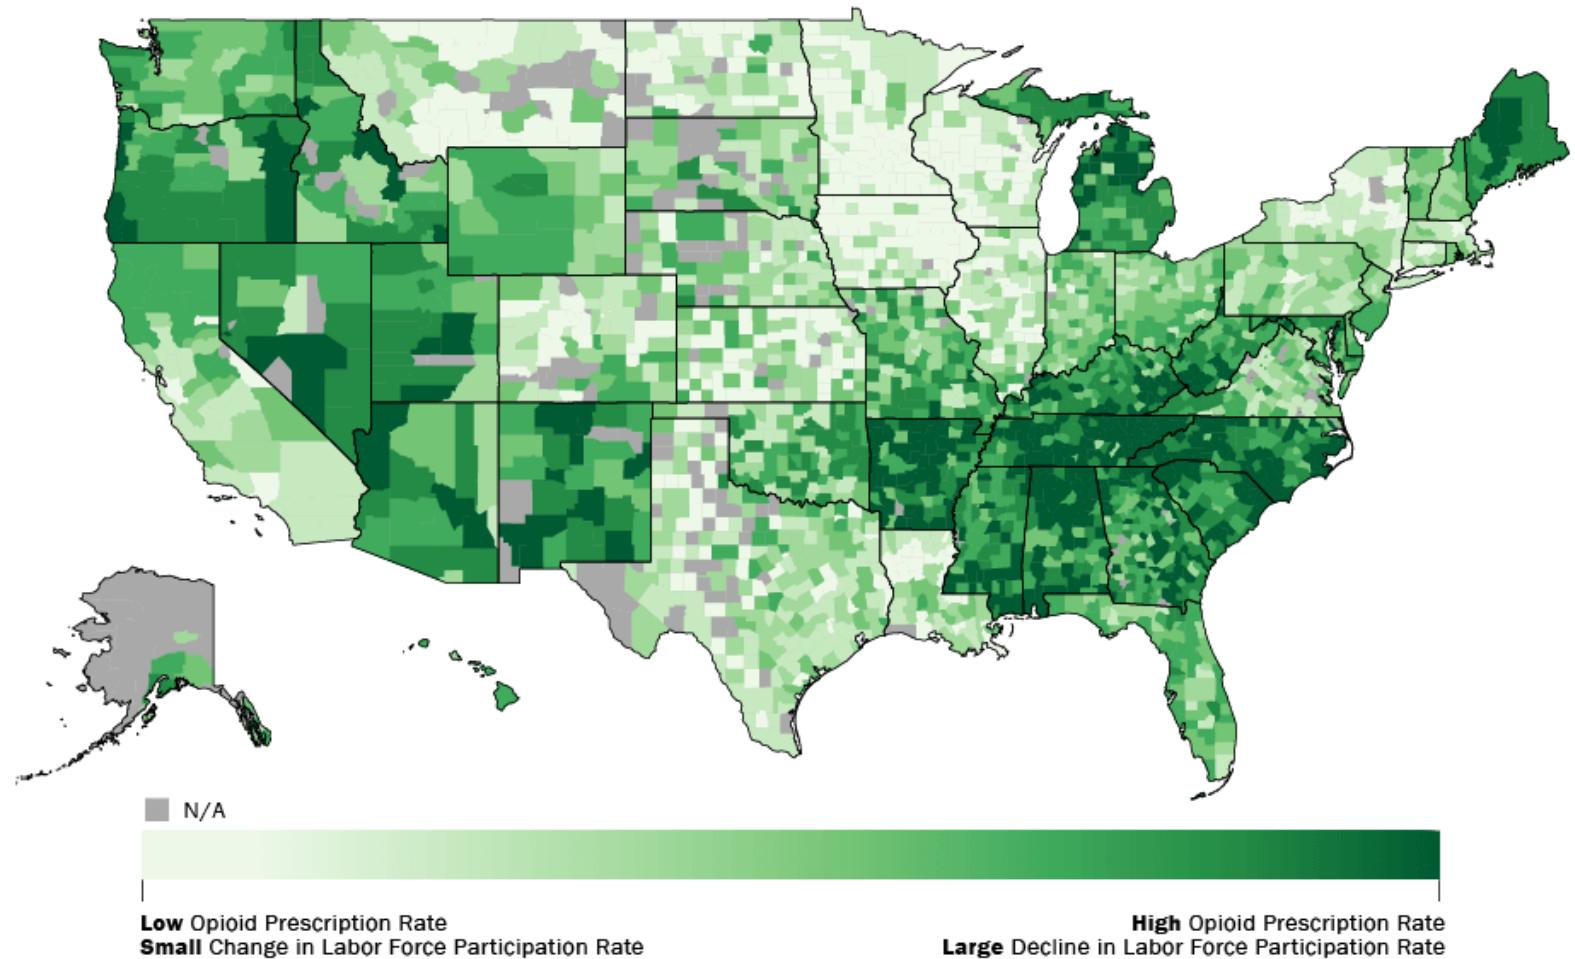 N/A
Low Opioid Prescription Rate
Small Change in Labor Force Participation Rate
High Opioid Prescription Rate
Large Decline in Labor Force Participation Rate